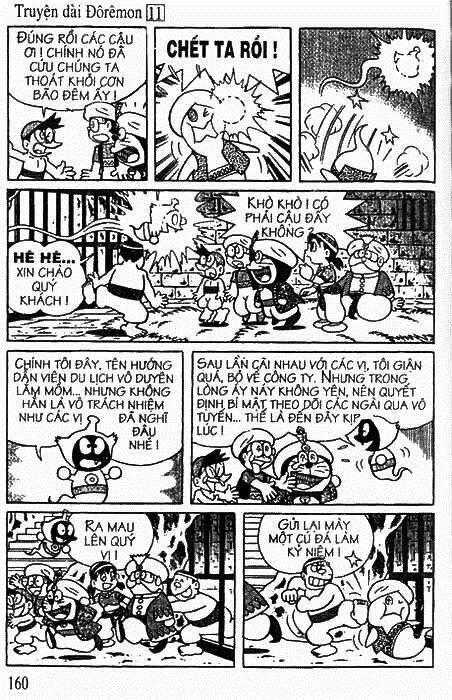 Truyện dài Đôrêmon 11
ĐÚNG RỒI CÁC CẬU
ƠI ! CHÍNH NÓ ĐÃ
CỨU CHÚNG TA
THOÁT KHỎI CƠN
BÃO ĐÊM ẤY !
CHẾT TA RỒI !
HÊ HÊ...
XIN CHÀO
QUÝ
KHÁCH !
KHÒ KHÒ ! CÓ
PHẢI CẬU ĐẤY
KHÔNG ?
CHÍNH TÔI ĐÂY, TÊN HƯỚNG
DẪN VIÊN DU LỊCH VÔ DUYÊN
LẮM MỒM... NHƯNG KHÔNG
HẲN LÀ VÔ TRÁCH NHIỆM
NHƯ CÁC VỊ ĐÃ NGHĨ
ĐÂU
NHÉ !
SAU LẦN CÃI NHAU VỚI CÁC VỊ, TÔI GIẬN
QUÁ, BỎ VỀ CÔNG TY. NHƯNG TRONG
LÒNG ÁY NÁY KHÔNG YÊN, NÊN QUYẾT
ĐỊNH BÍ MẬT THEO DÕI CÁC NGÀI QUA VÔ
TUYẾN... THẾ LÀ ĐẾN ĐÂY KỊP
LÚC !
RA MAU
LÊN QUÝ
VỊ !
GỬI LẠI MÀY
MỘT CÚ ĐÁ LÀM
KỶ NIỆM !
160